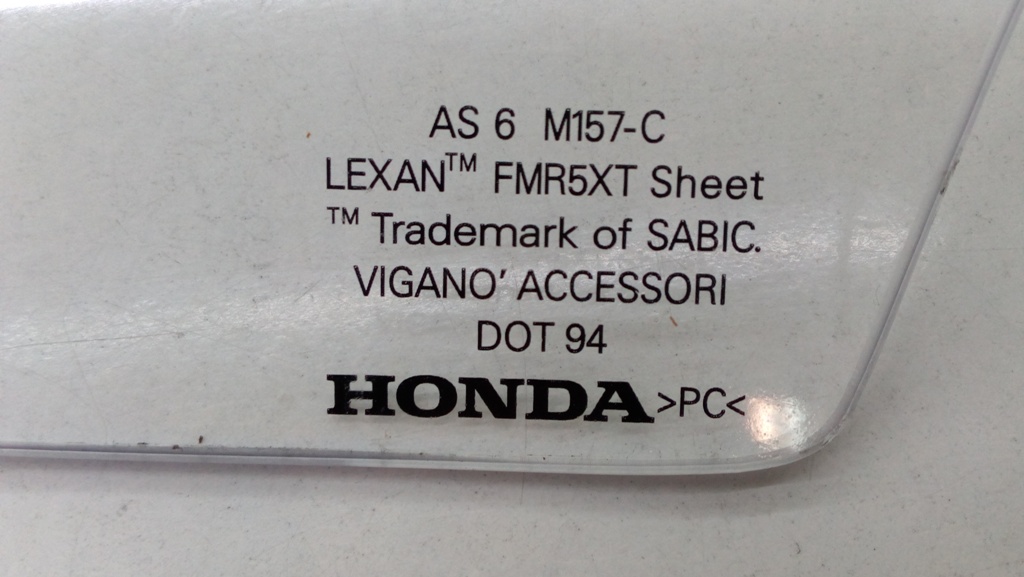 AS 6 M157-C
LEXAN™ FMR5XT Sheet
™ Trademark of SABIC.
VIGANO' ACCESSORI
DOT 94
HONDA >PC<